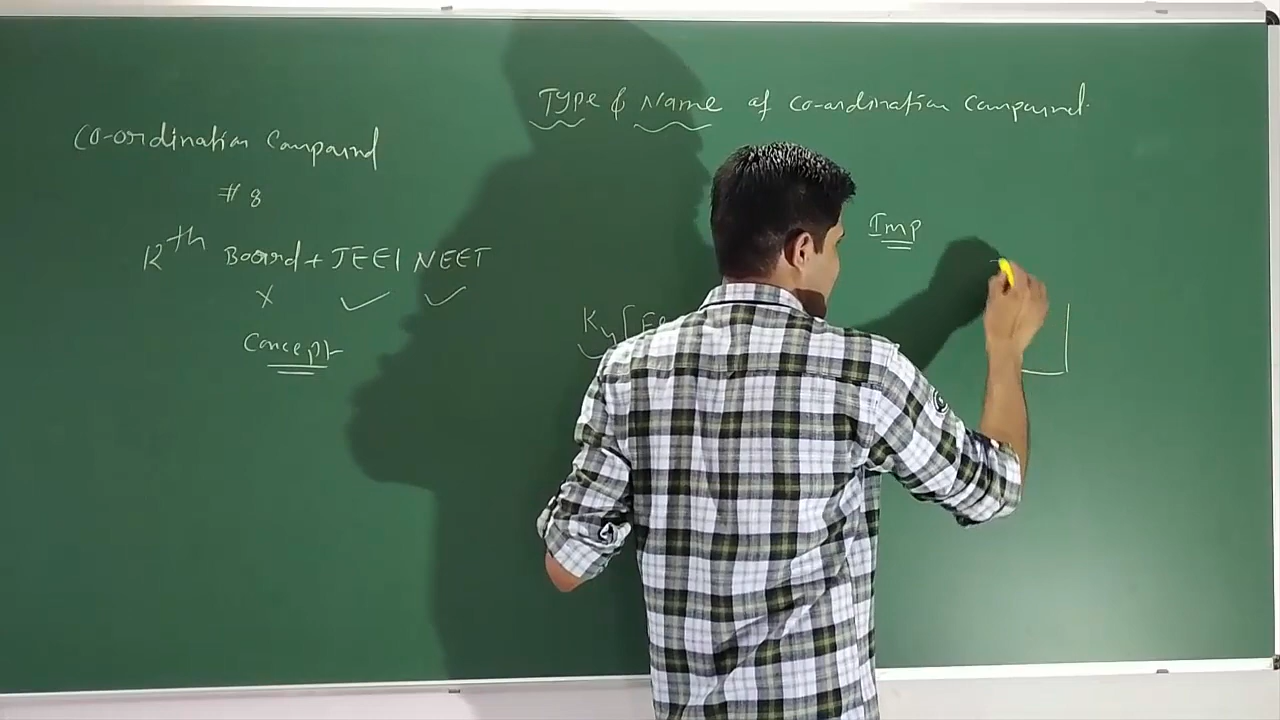 Type & Name of Co-ordination Compound.
Co-ordination Compound
# 8
12th Board + JEE | NEET
Imp
K4[Fe
Concept